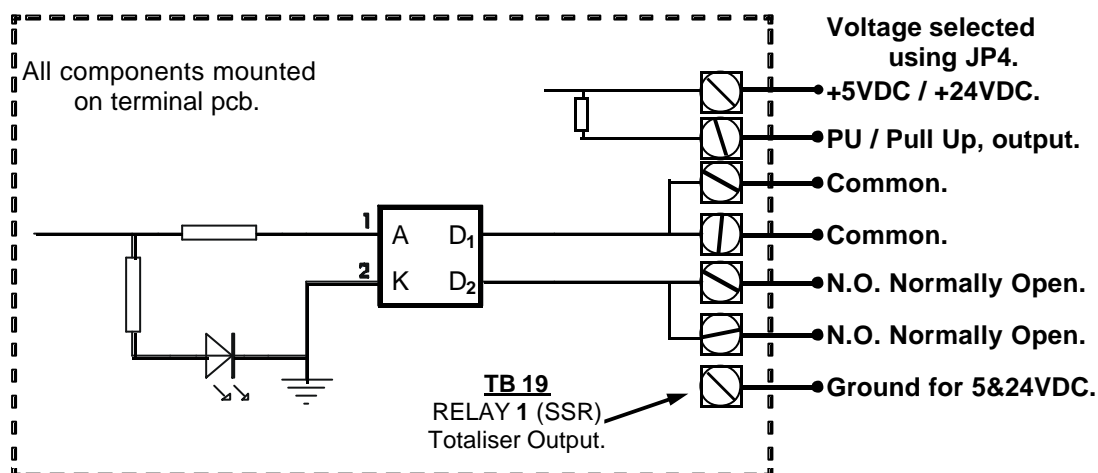 Voltage selected
using JP4.
All components mounted
on terminal pcb.
+5VDC / +24VDC.
PU / Pull Up, output.
Common.
1
A D1
Common.
2
K D2
N.O. Normally Open.
N.O. Normally Open.
TB 19
RELAY 1 (SSR)
Totaliser Output.
Ground for 5&24VDC.